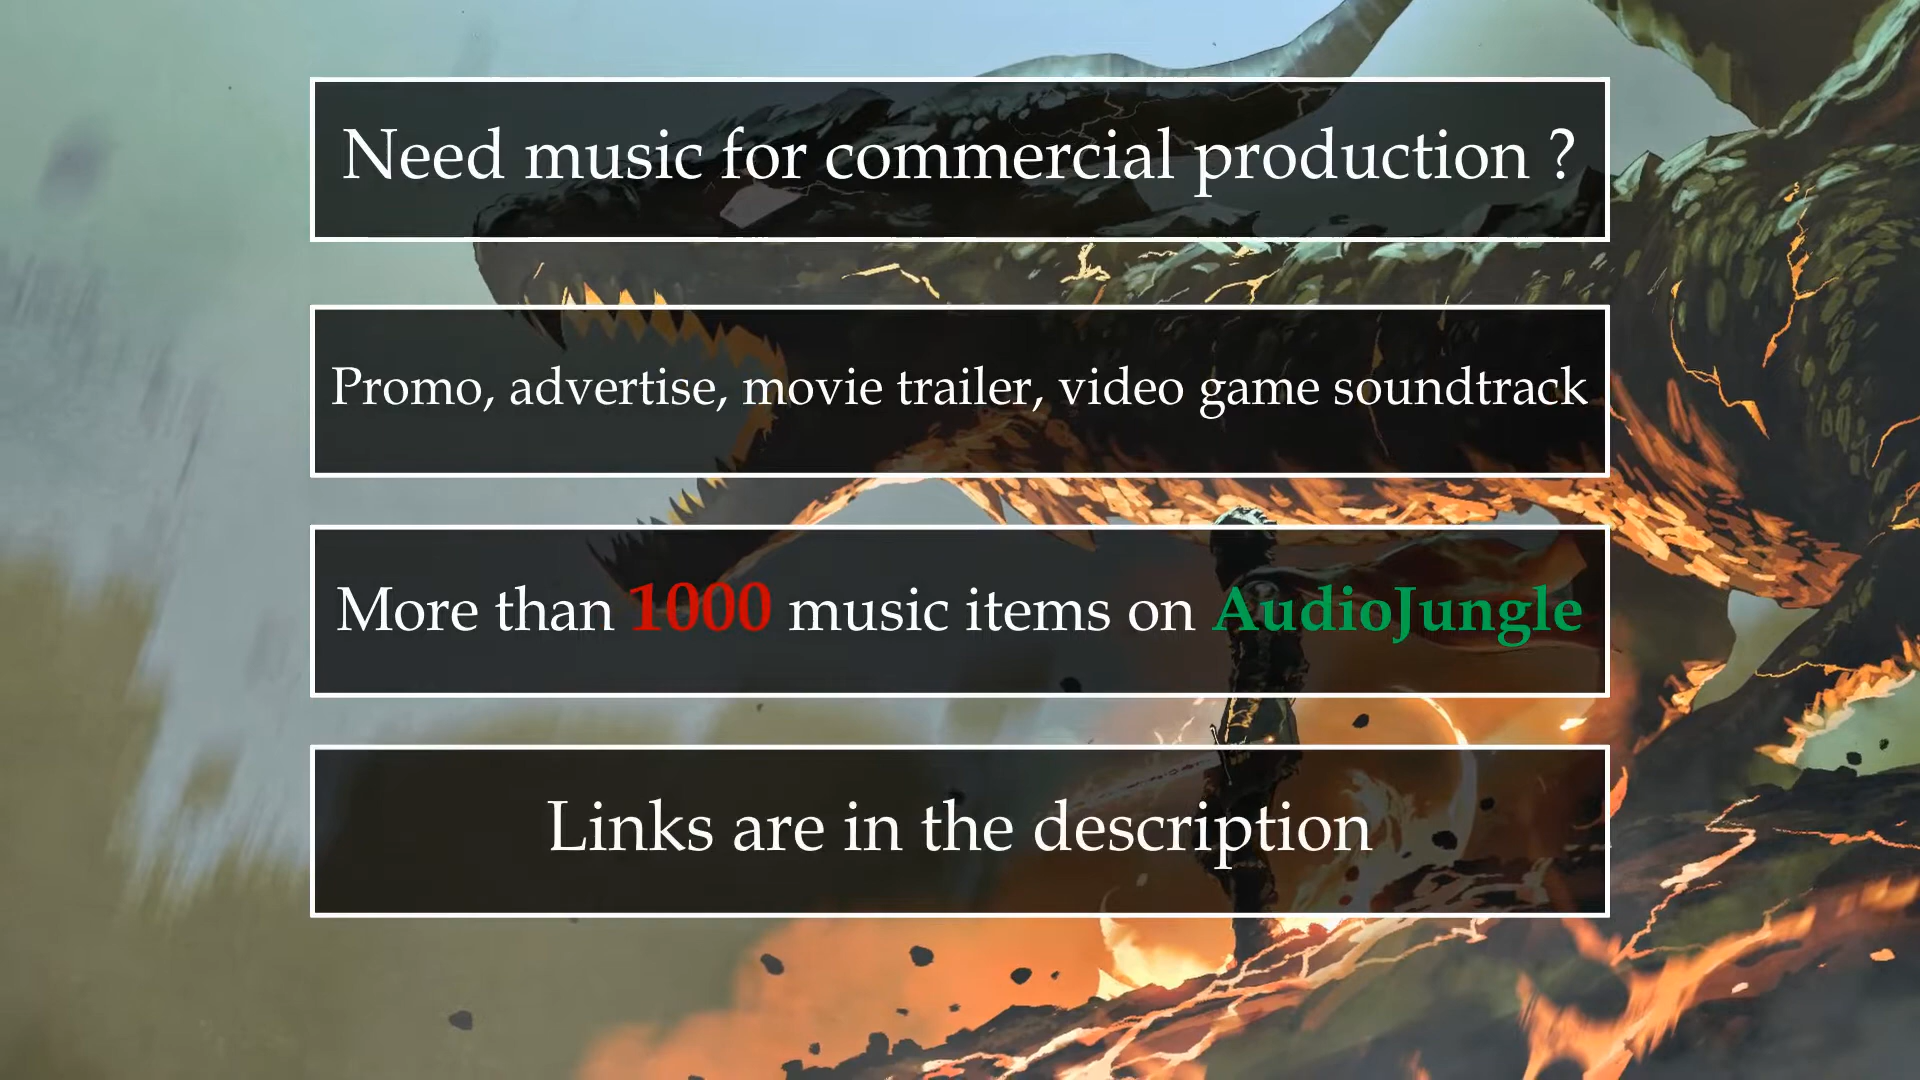 Need music for commercial production ?
Promo, advertise, movie trailer, video game soundtrack
More than 1000 music items on AudioJungle
Links are in the description